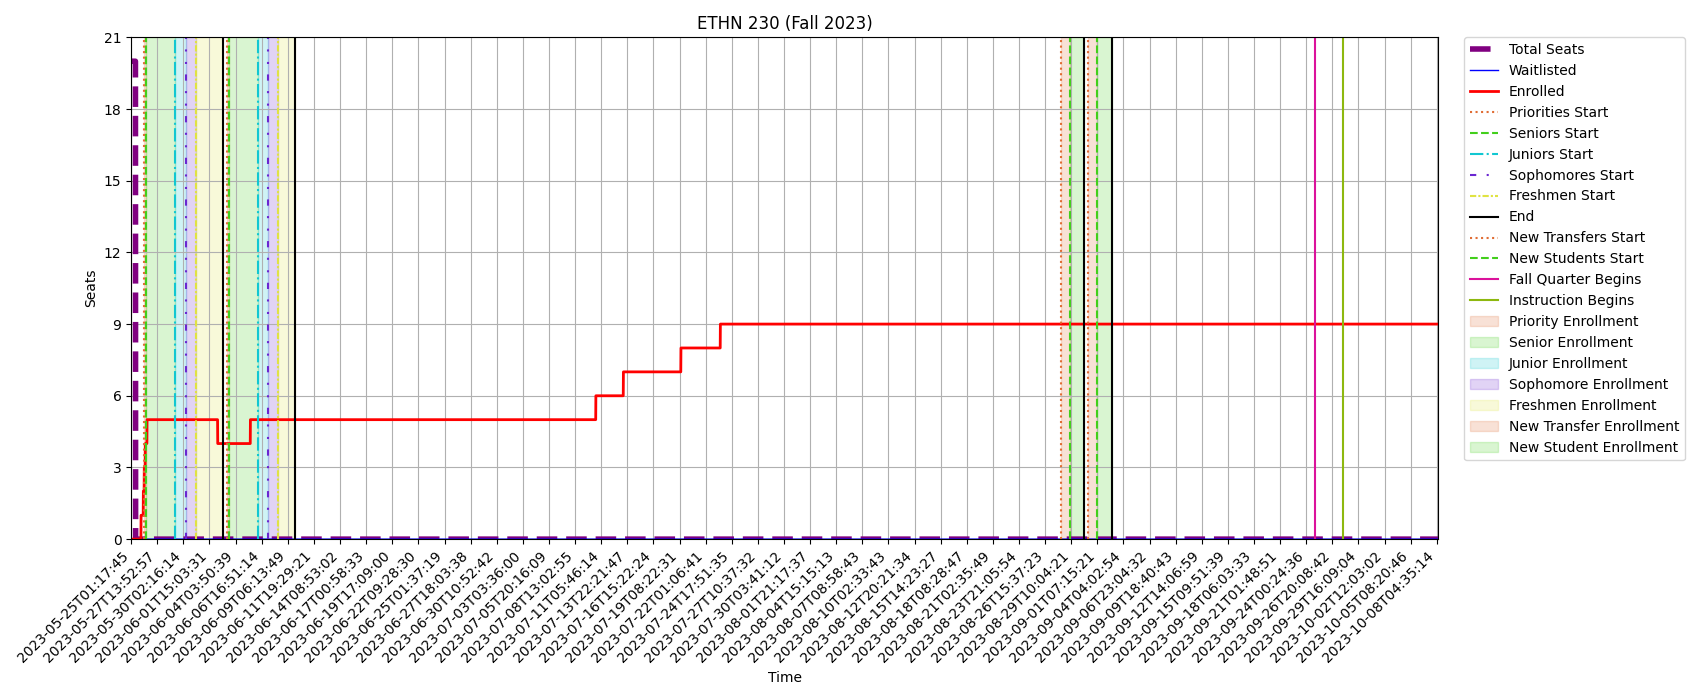 ETHN 230 (Fall 2023)
Seats
21
18
15
12
9
6
3
0
2023-05-25T01:17:45
2023-05-27T13:52:57
2023-05-30T02:16:14
2023-06-01T15:03:31
2023-06-04T03:50:39
2023-06-06T16:51:14
2023-06-09T06:13:49
2023-06-11T19:29:21
2023-06-14T08:53:02
2023-06-17T00:58:33
2023-06-19T17:09:00
2023-06-22T09:28:30
2023-06-25T01:37:19
2023-06-27T18:03:38
2023-06-30T10:52:42
2023-07-03T03:36:00
2023-07-05T20:16:09
2023-07-08T13:02:55
2023-07-11T05:46:14
2023-07-13T22:21:47
2023-07-16T15:22:24
2023-07-19T08:22:31
2023-07-22T01:06:41
2023-07-24T17:51:35
2023-07-27T10:37:32
2023-07-30T03:41:12
2023-08-01T21:17:37
2023-08-04T15:15:13
2023-08-07T08:58:43
2023-08-10T02:33:43
2023-08-12T20:21:34
2023-08-15T14:23:27
2023-08-18T08:28:47
2023-08-21T02:35:49
2023-08-23T21:05:54
2023-08-26T15:37:23
2023-08-29T10:04:21
2023-09-01T07:15:21
2023-09-04T04:02:54
2023-09-06T23:04:32
2023-09-09T18:40:43
2023-09-12T14:06:59
2023-09-15T09:51:39
2023-09-18T06:03:33
2023-09-21T01:48:51
2023-09-24T00:24:36
2023-09-26T20:08:42
2023-09-29T16:09:04
2023-10-02T12:03:02
2023-10-05T08:20:46
2023-10-08T04:35:14
Time
Total Seats
Waitlisted
Enrolled
Priorities Start
Seniors Start
Juniors Start
Sophomores Start
Freshmen Start
End
New Transfers Start
New Students Start
Fall Quarter Begins
Instruction Begins
Priority Enrollment
Senior Enrollment
Junior Enrollment
Sophomore Enrollment
Freshmen Enrollment
New Transfer Enrollment
New Student Enrollment